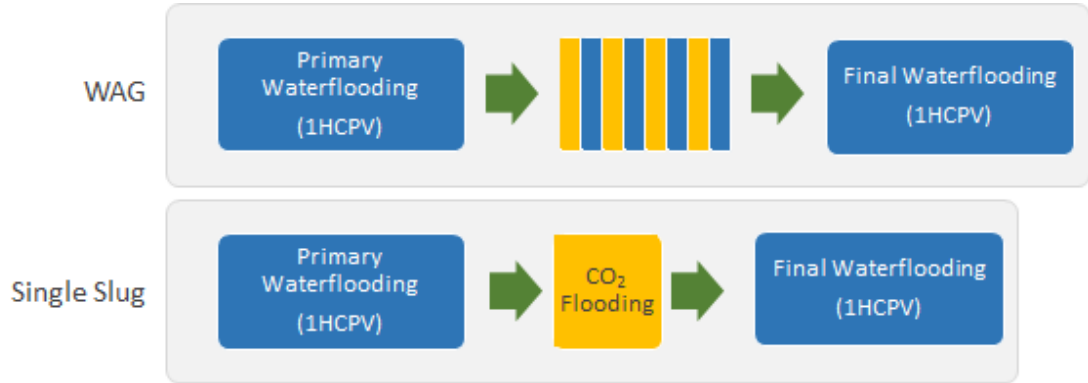 WAG
Primary
Waterflooding
(1HCPV)
Final Waterflooding
(1HCPV)
Single Slug
Primary
Waterflooding
(1HCPV)
CO₂
Flooding
Final Waterflooding
(1HCPV)